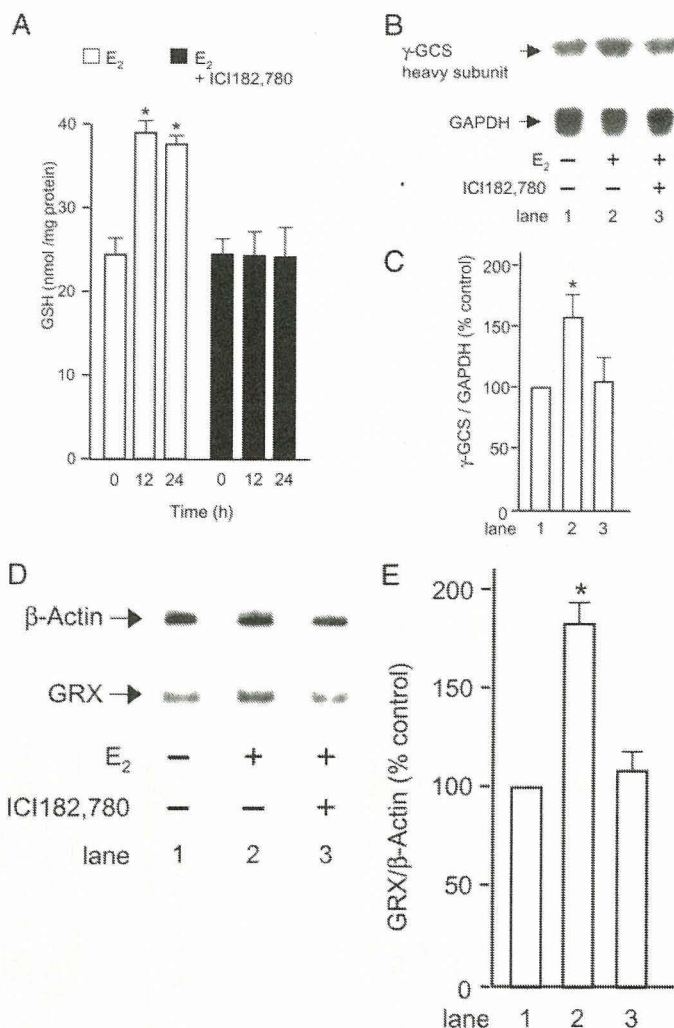 A
E₂
E₂
+ ICI182,780
GSH (nmol /mg protein)
40
30
20
10
0
* *
0 12 24 0 12 24
Time (h)
B
γ-GCS
heavy subunit
GAPDH
E₂ − + +
ICI182,780 − − +
lane 1 2 3
C
γ-GCS / GAPDH (% control)
200
150
100
50
0
*
lane 1 2 3
D
β-Actin
GRX
E₂ − + +
ICI182,780 − − +
lane 1 2 3
E
GRX/β-Actin (% control)
200
150
100
50
0
*
lane 1 2 3